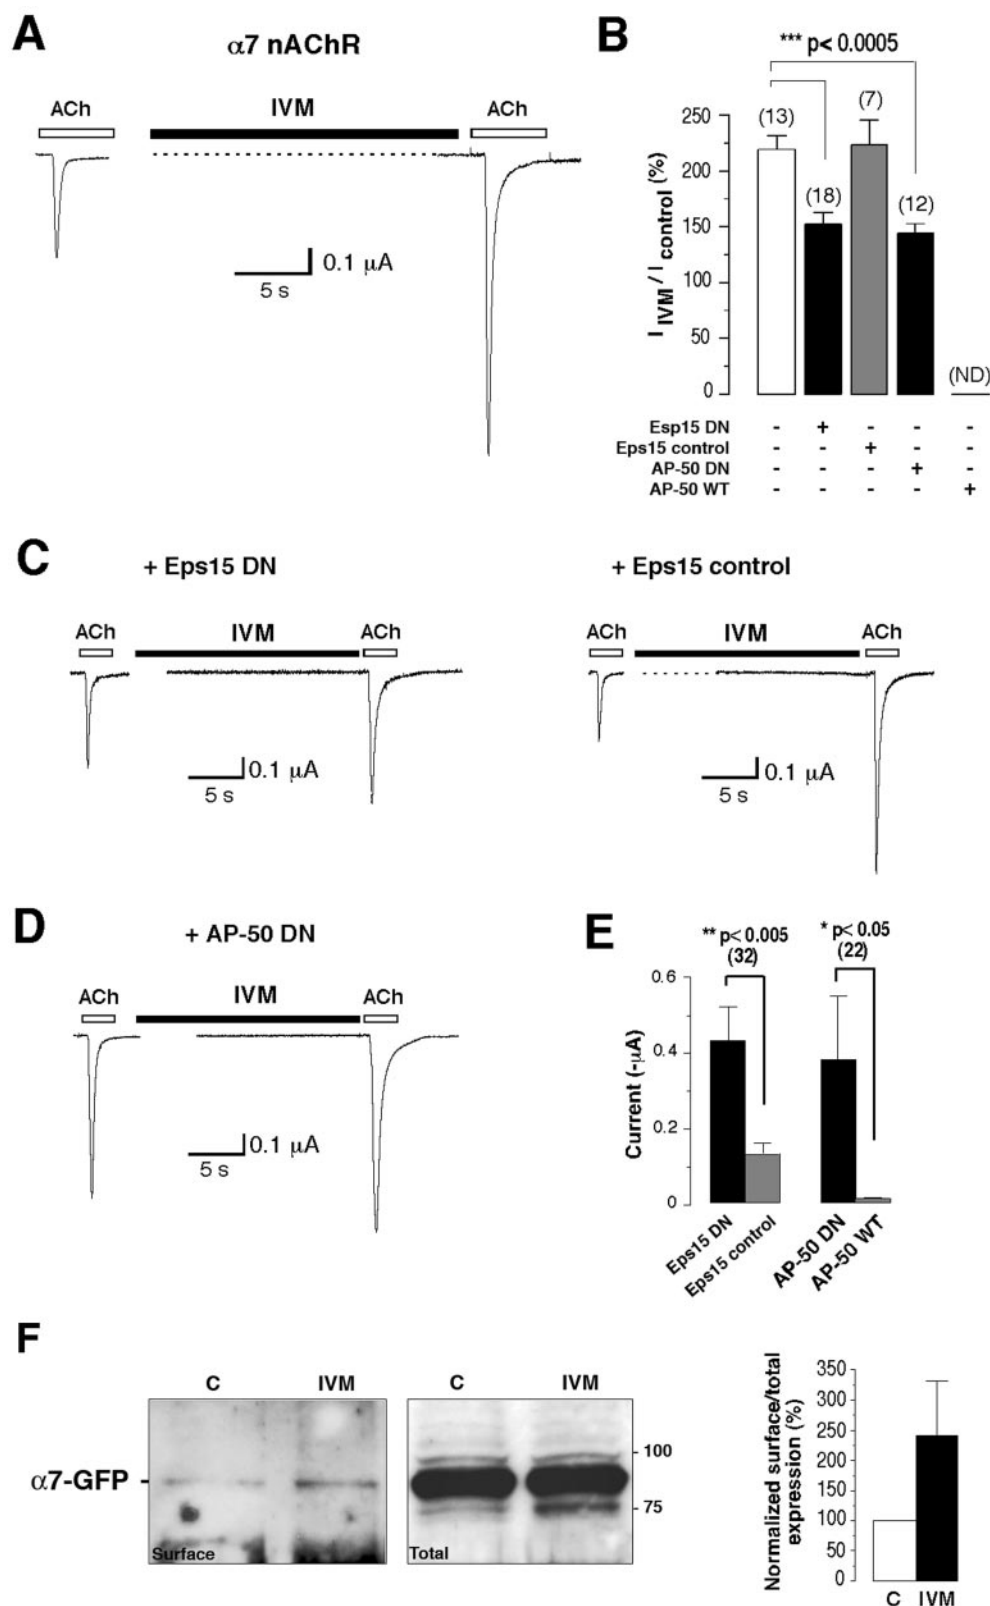 A
α7 nAChR
ACh
IVM
ACh
0.1 μA
5 s
B
*** p< 0.0005
(13)
(18)
(7)
(12)
(ND)
I IVM / I control (%)
250
200
150
100
50
0
Esp15 DN - + - - -
Eps15 control - - + - -
AP-50 DN - - - + -
AP-50 WT - - - - +
C
+ Eps15 DN
ACh
IVM
ACh
0.1 μA
5 s
+ Eps15 control
ACh
IVM
ACh
0.1 μA
5 s
D
+ AP-50 DN
ACh
IVM
ACh
0.1 μA
5 s
E
** p< 0.005
(32)
* p< 0.05
(22)
Current (-μA)
0.6
0.4
0.2
0
Eps15 DN
Eps15 control
AP-50 DN
AP-50 WT
F
C
IVM
α7-GFP
Surface
C
IVM
100
75
Total
Normalized surface/total
expression (%)
350
300
250
200
150
100
50
0
C
IVM